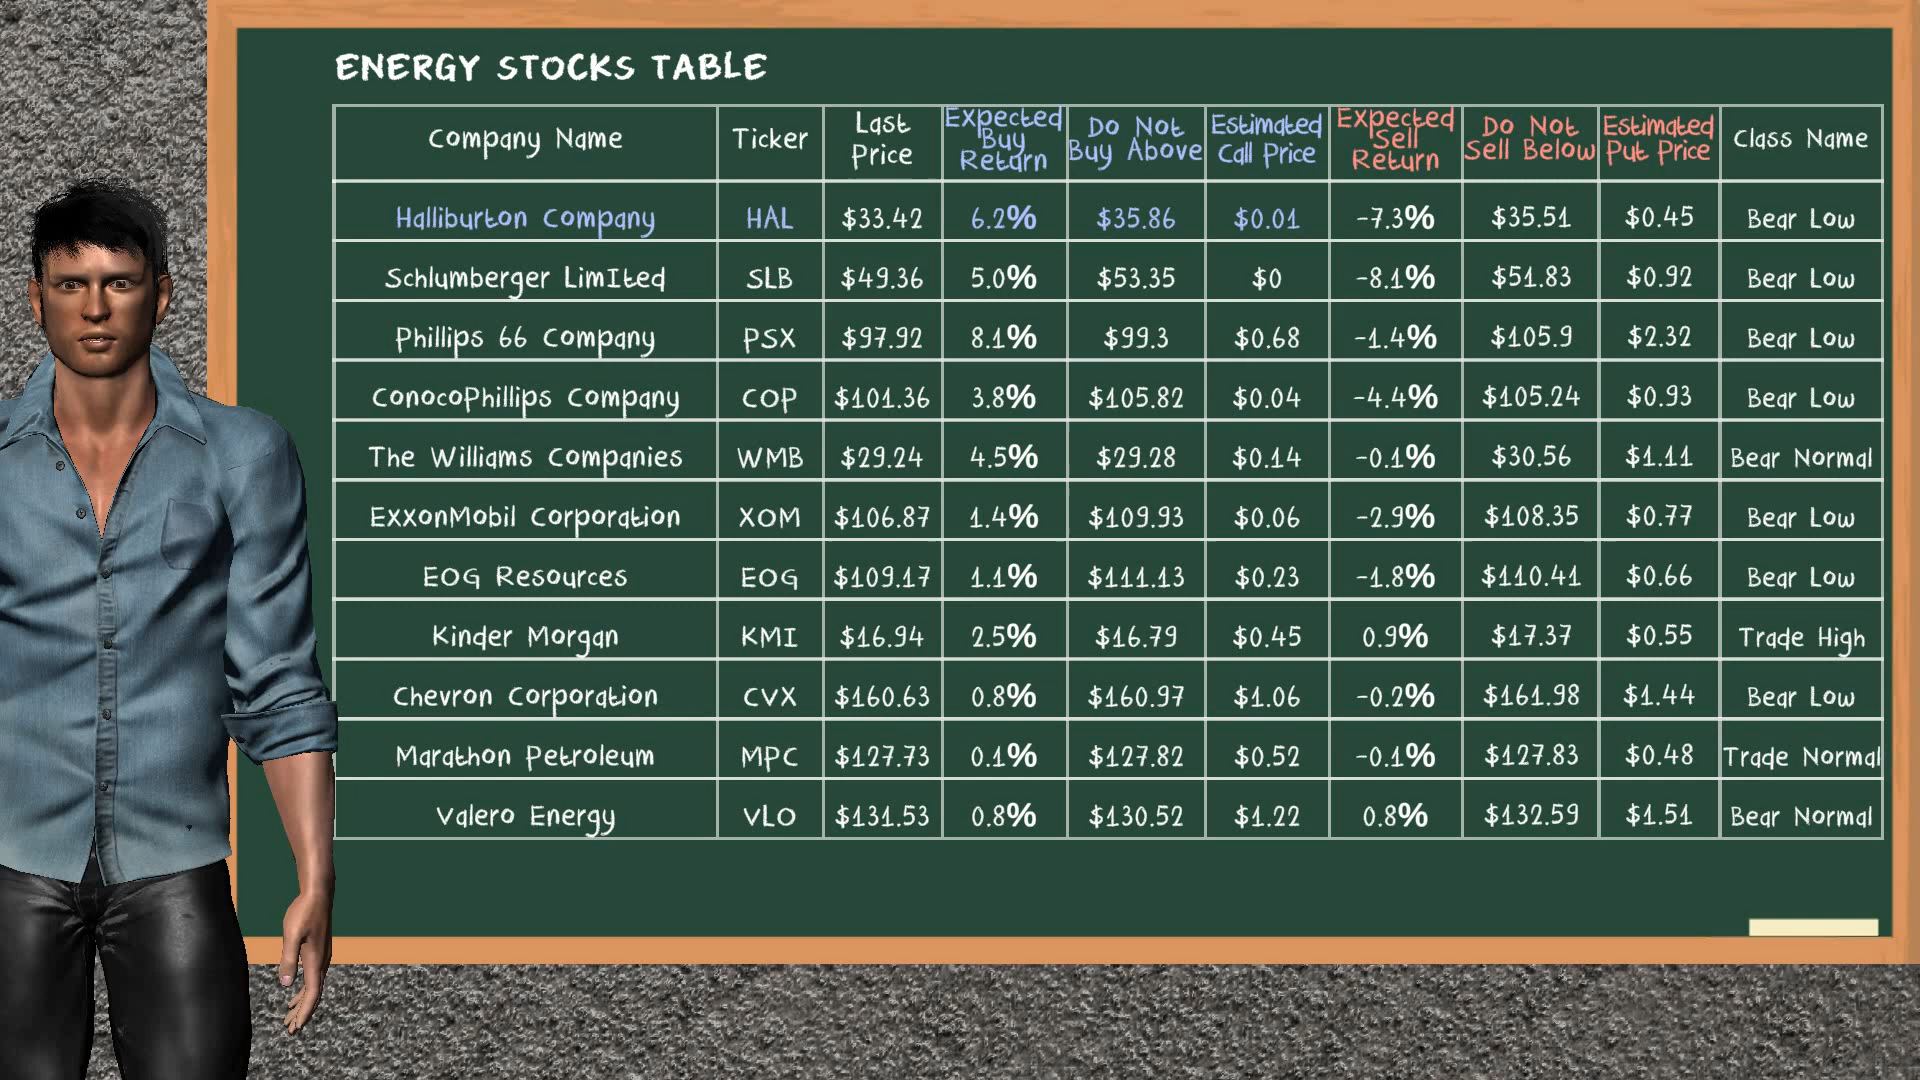 ENERGY STOCKS TABLE
Company Name Ticker Last Price Expected Buy Return Do Not Buy Above Estimated Call Price Expected Sell Return Do Not Sell Below Estimated Put Price Class Name
Halliburton Company HAL $33.42 6.2% $35.86 $0.01 -7.3% $35.51 $0.45 Bear Low
Schlumberger LimIted SLB $49.36 5.0% $53.35 $0 -8.1% $51.83 $0.92 Bear Low
Phillips 66 Company PSX $97.92 8.1% $99.3 $0.68 -1.4% $105.9 $2.32 Bear Low
ConocoPhillips Company COP $101.36 3.8% $105.82 $0.04 -4.4% $105.24 $0.93 Bear Low
The Williams Companies WMB $29.24 4.5% $29.28 $0.14 -0.1% $30.56 $1.11 Bear Normal
ExxonMobil Corporation XOM $106.87 1.4% $109.93 $0.06 -2.9% $108.35 $0.77 Bear Low
EOG Resources EOG $109.17 1.1% $111.13 $0.23 -1.8% $110.41 $0.66 Bear Low
Kinder Morgan KMI $16.94 2.5% $16.79 $0.45 0.9% $17.37 $0.55 Trade High
Chevron Corporation CVX $160.63 0.8% $160.97 $1.06 -0.2% $161.98 $1.44 Bear Low
Marathon Petroleum MPC $127.73 0.1% $127.82 $0.52 -0.1% $127.83 $0.48 Trade Normal
Valero Energy VLO $131.53 0.8% $130.52 $1.22 0.8% $132.59 $1.51 Bear Normal